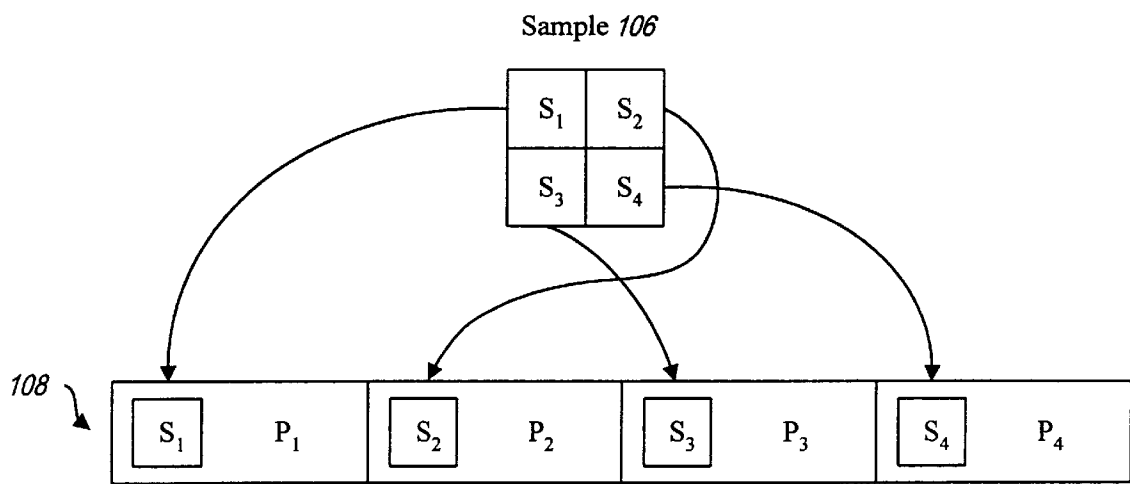 Sample 106
S₁ S₂
S₃ S₄
108
S₁ P₁ S₂ P₂ S₃ P₃ S₄ P₄